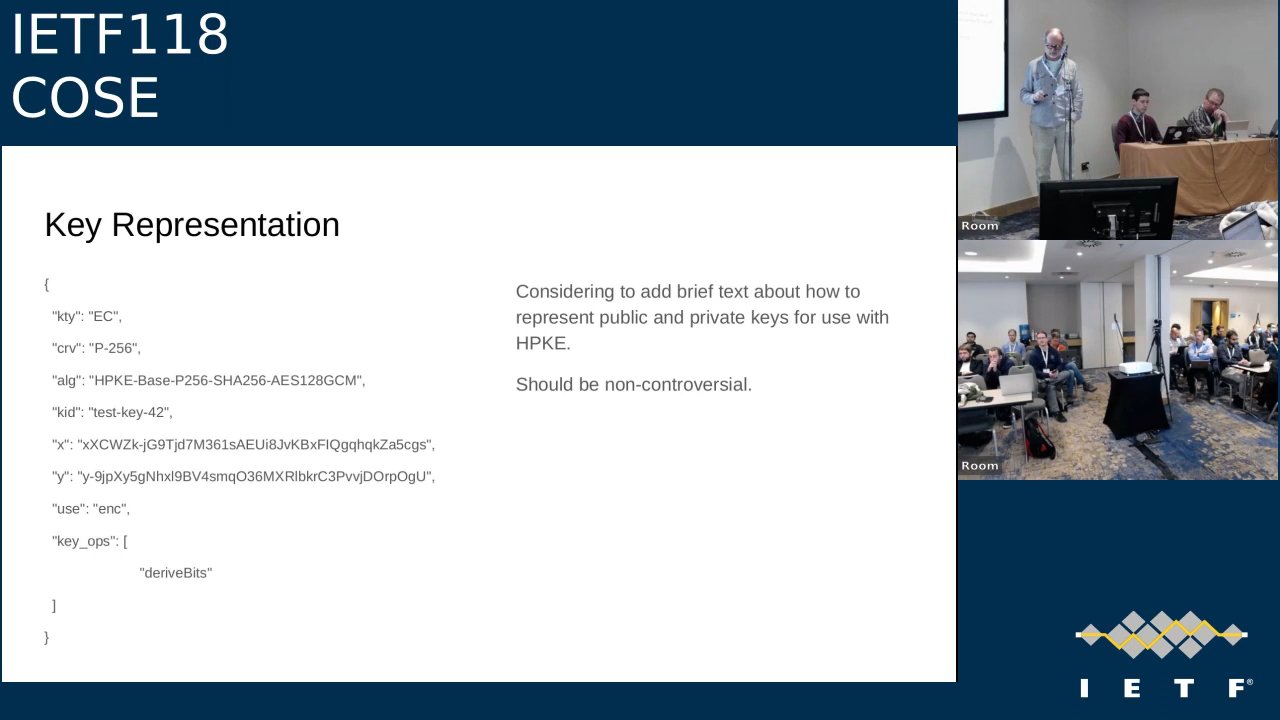 IETF118
COSE
Key Representation
{
"kty": "EC",
"crv": "P-256",
"alg": "HPKE-Base-P256-SHA256-AES128GCM",
"kid": "test-key-42",
"x": "xXCWZk-jG9Tjd7M361sAEUi8JvKBxFIQgqhqkZa5cgs",
"y": "y-9jpXy5gNhxl9BV4smqO36MXRlbkrC3PvvjDOrpOgU",
"use": "enc",
"key_ops": [
"deriveBits"
]
}
Considering to add brief text about how to
represent public and private keys for use with
HPKE.
Should be non-controversial.
Room
Room
I E T F®